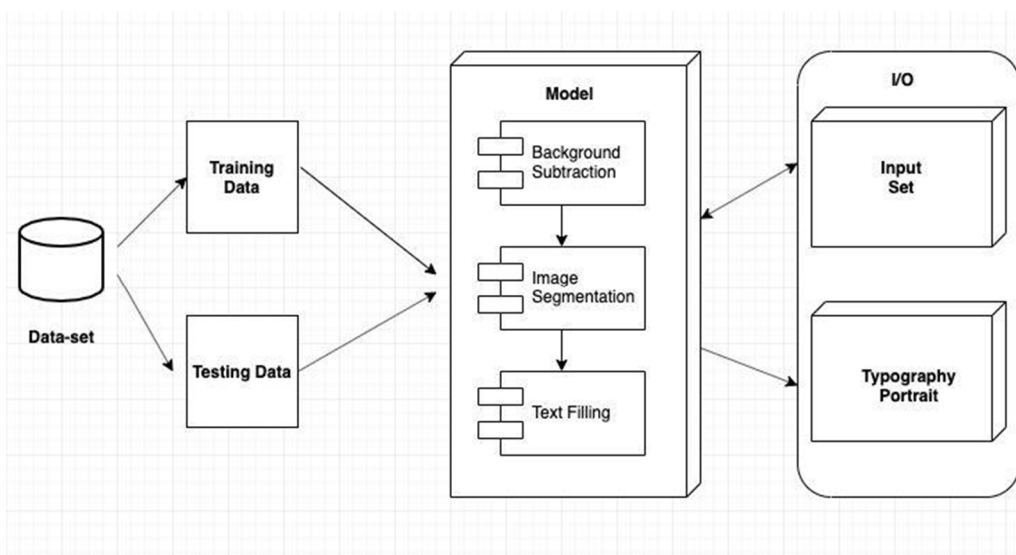 Data-set
Training
Data
Testing Data
Model
Background
Subtraction
Image
Segmentation
Text Filling
I/O
Input
Set
Typography
Portrait